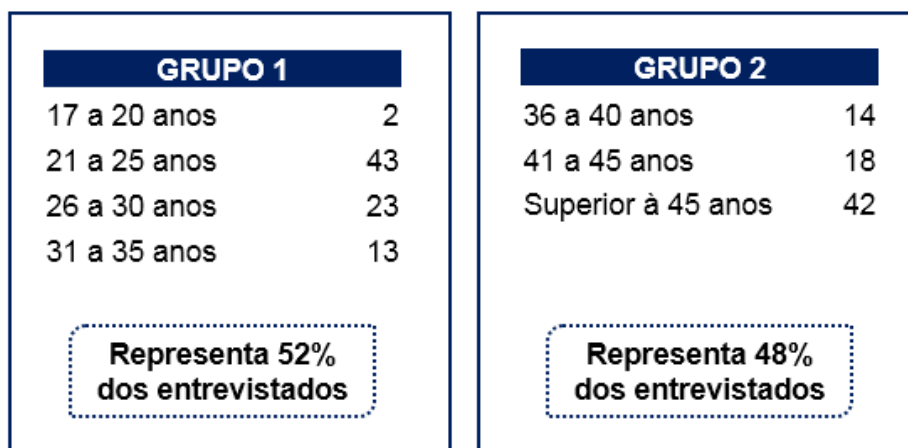 GRUPO 1
17 a 20 anos 2
21 a 25 anos 43
26 a 30 anos 23
31 a 35 anos 13
Representa 52%
dos entrevistados
GRUPO 2
36 a 40 anos 14
41 a 45 anos 18
Superior à 45 anos 42
Representa 48%
dos entrevistados